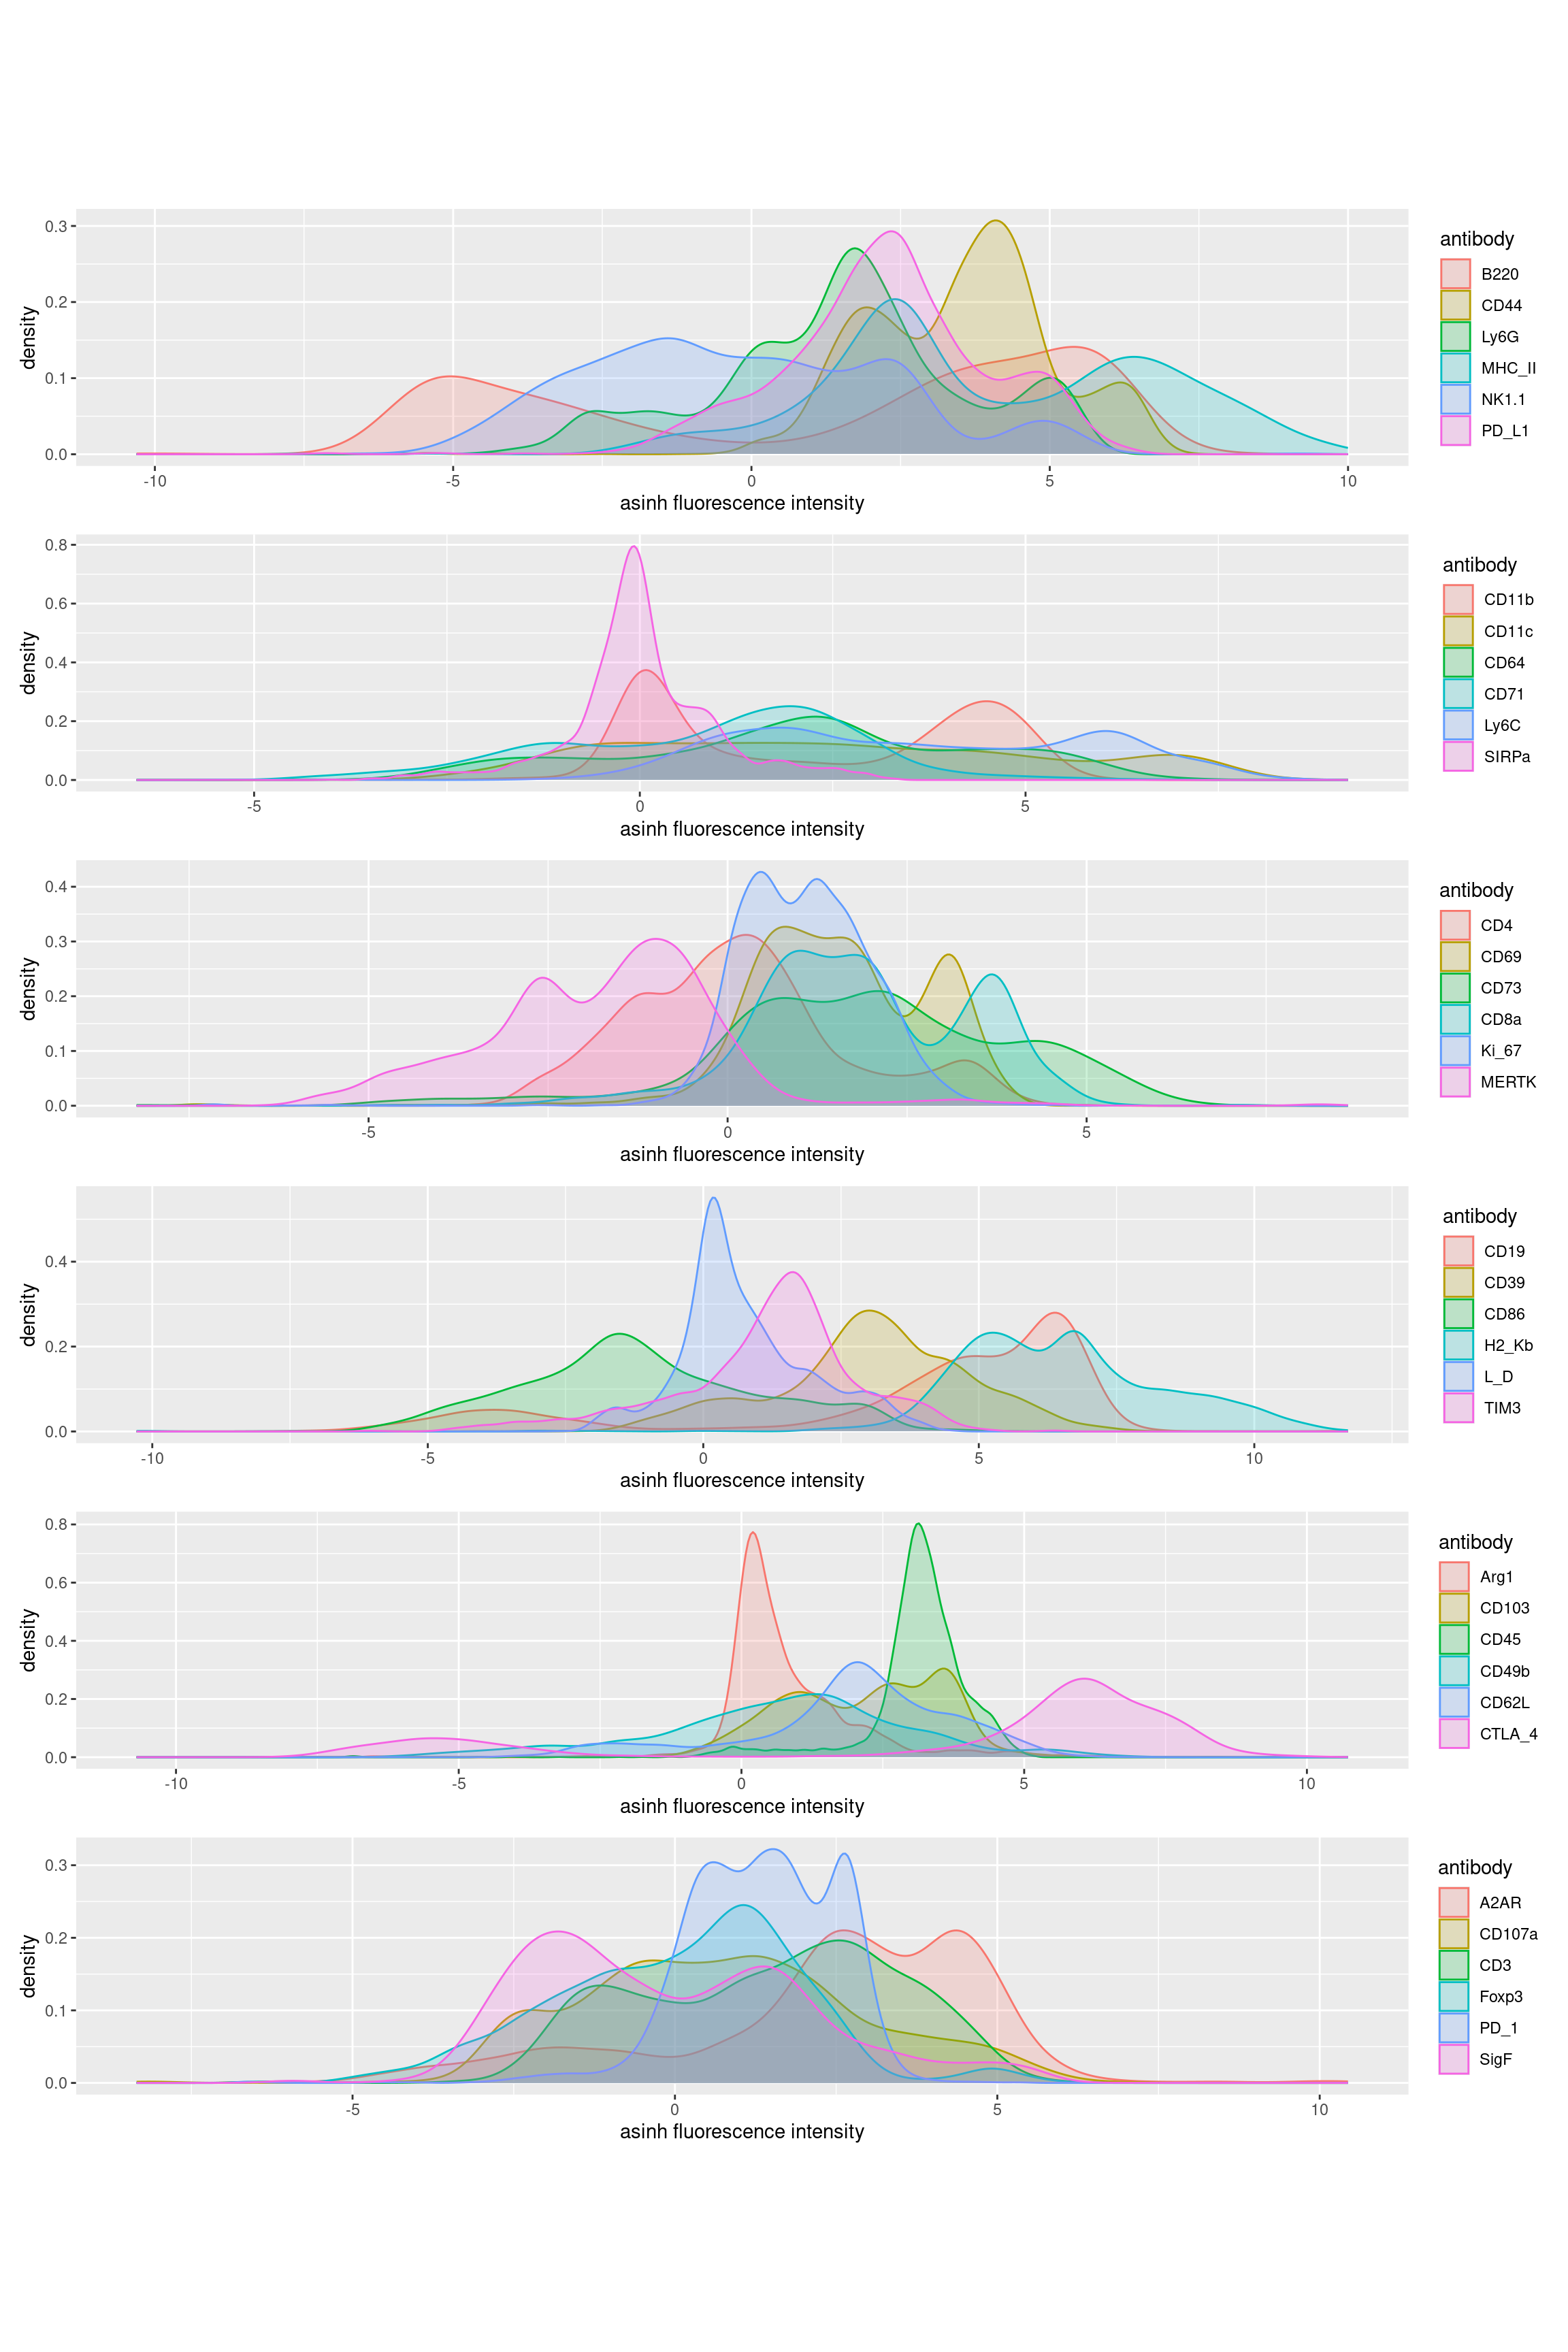 antibody
B220
CD44
Ly6G
MHC_II
NK1.1
PD_L1
density
0.3
0.2
0.1
0.0
-10 -5 0 5 10
asinh fluorescence intensity
antibody
CD11b
CD11c
CD64
CD71
Ly6C
SIRPa
density
0.8
0.6
0.4
0.2
0.0
-5 0 5
asinh fluorescence intensity
antibody
CD4
CD69
CD73
CD8a
Ki_67
MERTK
density
0.4
0.3
0.2
0.1
0.0
-5 0 5
asinh fluorescence intensity
antibody
CD19
CD39
CD86
H2_Kb
L_D
TIM3
density
0.4
0.2
0.0
-10 -5 0 5 10
asinh fluorescence intensity
antibody
Arg1
CD103
CD45
CD49b
CD62L
CTLA_4
density
0.8
0.6
0.4
0.2
0.0
-10 -5 0 5 10
asinh fluorescence intensity
antibody
A2AR
CD107a
CD3
Foxp3
PD_1
SigF
density
0.3
0.2
0.1
0.0
-5 0 5 10
asinh fluorescence intensity